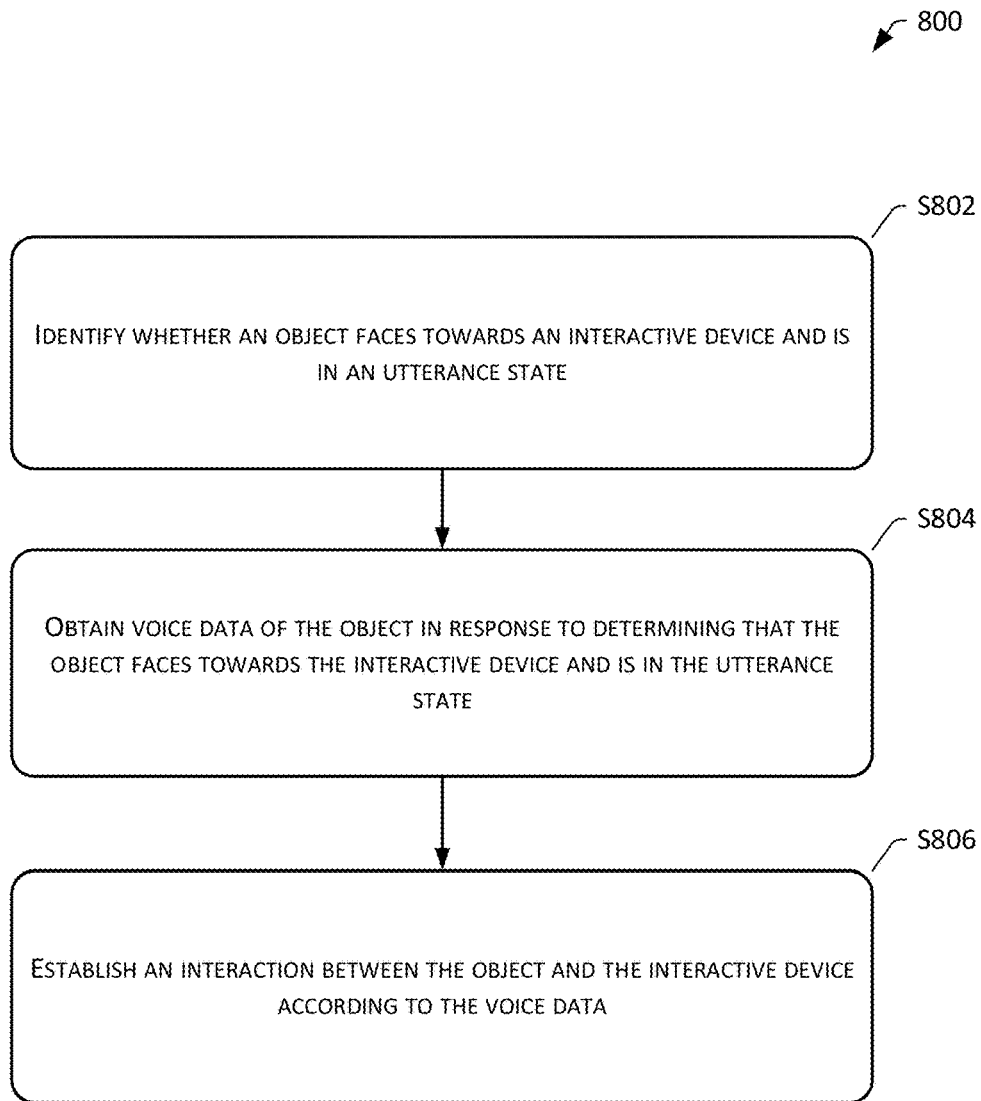 800
S802
IDENTIFY WHETHER AN OBJECT FACES TOWARDS AN INTERACTIVE DEVICE AND IS
IN AN UTTERANCE STATE
S804
OBTAIN VOICE DATA OF THE OBJECT IN RESPONSE TO DETERMINING THAT THE
OBJECT FACES TOWARDS THE INTERACTIVE DEVICE AND IS IN THE UTTERANCE
STATE
S806
ESTABLISH AN INTERACTION BETWEEN THE OBJECT AND THE INTERACTIVE DEVICE
ACCORDING TO THE VOICE DATA